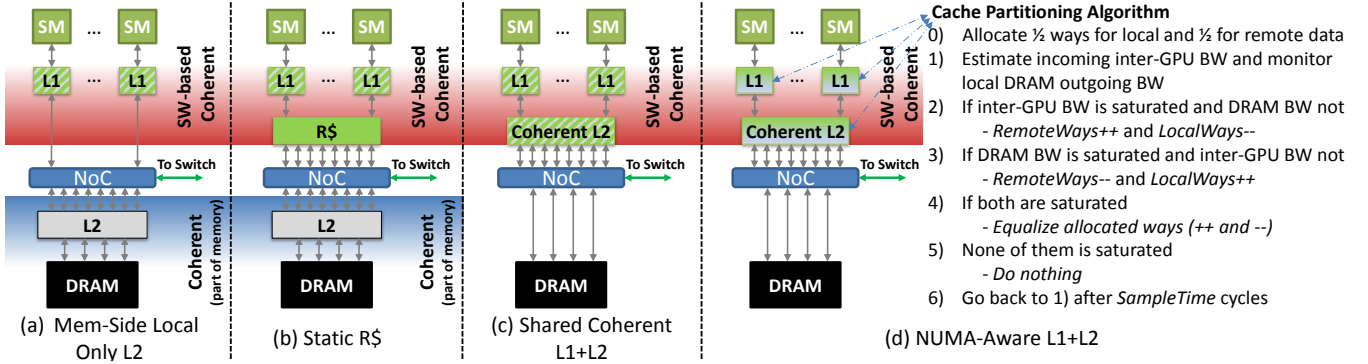 SM
...
SM
L1
...
L1
SW-based
Coherent
To Switch
NoC
L2
Coherent
(part of memory)
DRAM
(a) Mem-Side Local
Only L2
SM
...
SM
L1
...
L1
SW-based
Coherent
R$
To Switch
NoC
L2
Coherent
(part of memory)
DRAM
(b) Static R$
SM
...
SM
L1
...
L1
SW-based
Coherent
Coherent L2
To Switch
NoC
DRAM
(c) Shared Coherent
L1+L2
SM
...
SM
L1
...
L1
SW-based
Coherent
Coherent L2
To Switch
NoC
DRAM
(d) NUMA-Aware L1+L2
Cache Partitioning Algorithm
0) Allocate ½ ways for local and ½ for remote data
1) Estimate incoming inter-GPU BW and monitor
local DRAM outgoing BW
2) If inter-GPU BW is saturated and DRAM BW not
- RemoteWays++ and LocalWays--
3) If DRAM BW is saturated and inter-GPU BW not
- RemoteWays-- and LocalWays++
4) If both are saturated
- Equalize allocated ways (++ and --)
5) None of them is saturated
- Do nothing
6) Go back to 1) after SampleTime cycles